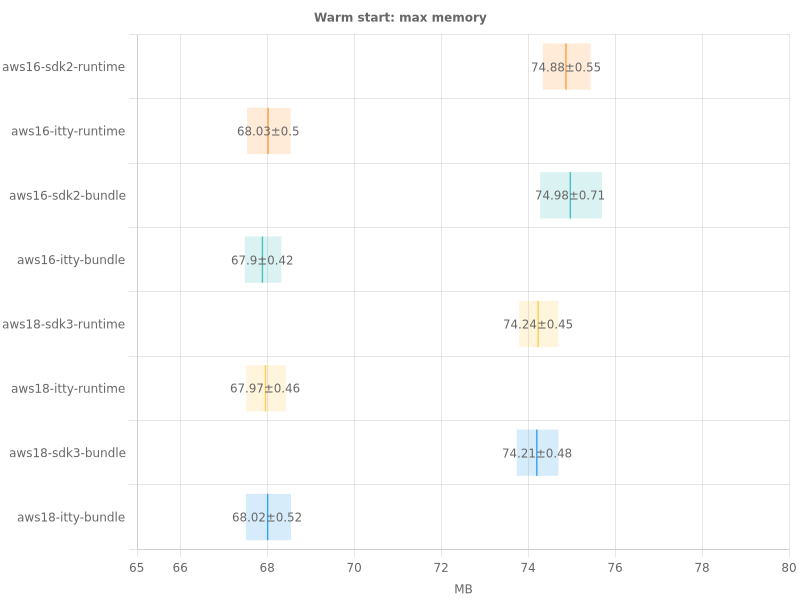 Warm start: max memory
aws16-sdk2-runtime 74.88±0.55
aws16-itty-runtime 68.03±0.5
aws16-sdk2-bundle 74.98±0.71
aws16-itty-bundle 67.9±0.42
aws18-sdk3-runtime 74.24±0.45
aws18-itty-runtime 67.97±0.46
aws18-sdk3-bundle 74.21±0.48
aws18-itty-bundle 68.02±0.52
65 66 68 70 72 74 76 78 80
MB